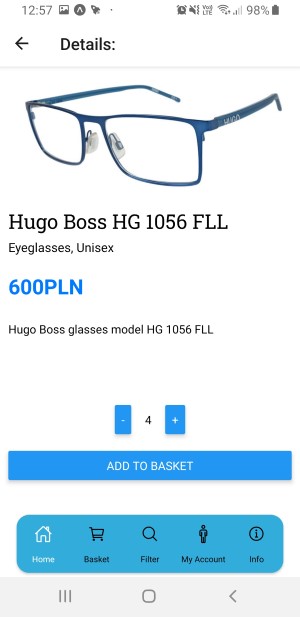 12:57
98%
Details:
HUGO
Hugo Boss HG 1056 FLL
Eyeglasses, Unisex
600PLN
Hugo Boss glasses model HG 1056 FLL
- 4 +
ADD TO BASKET
Home Basket Filter My Account Info